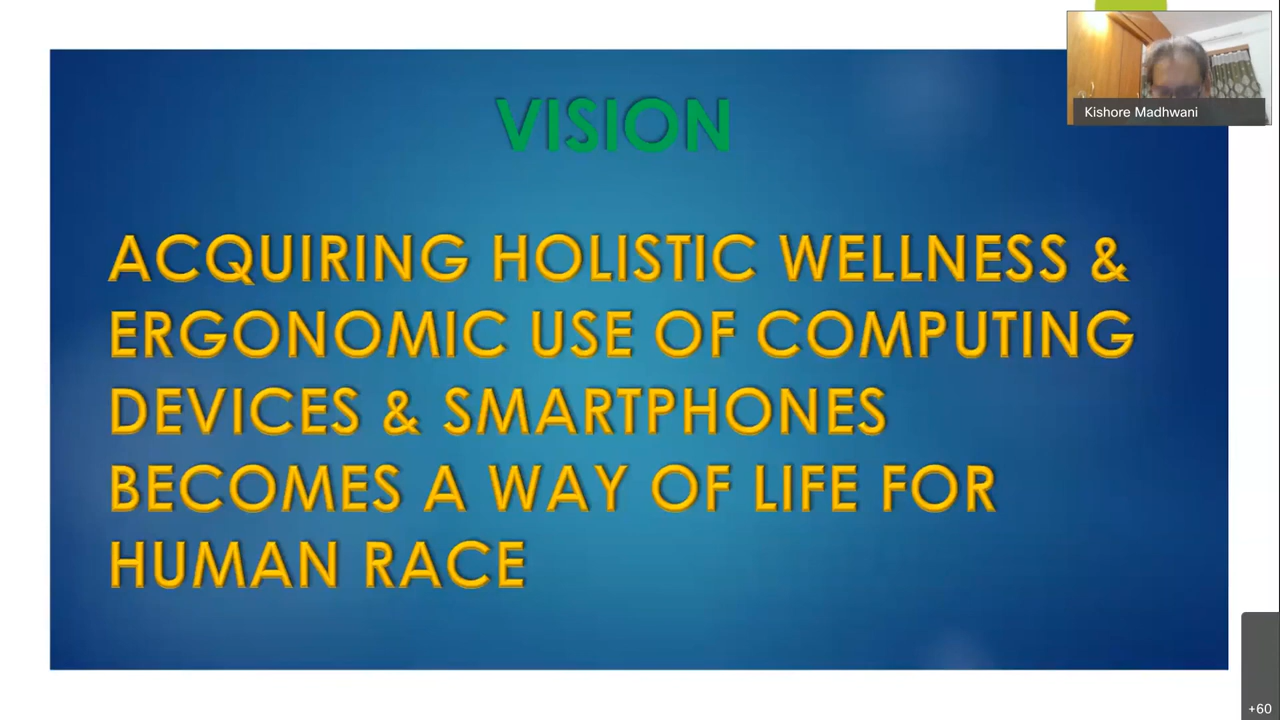 Kishore Madhwani
VISION
ACQUIRING HOLISTIC WELLNESS &
ERGONOMIC USE OF COMPUTING
DEVICES & SMARTPHONES
BECOMES A WAY OF LIFE FOR
HUMAN RACE
+60